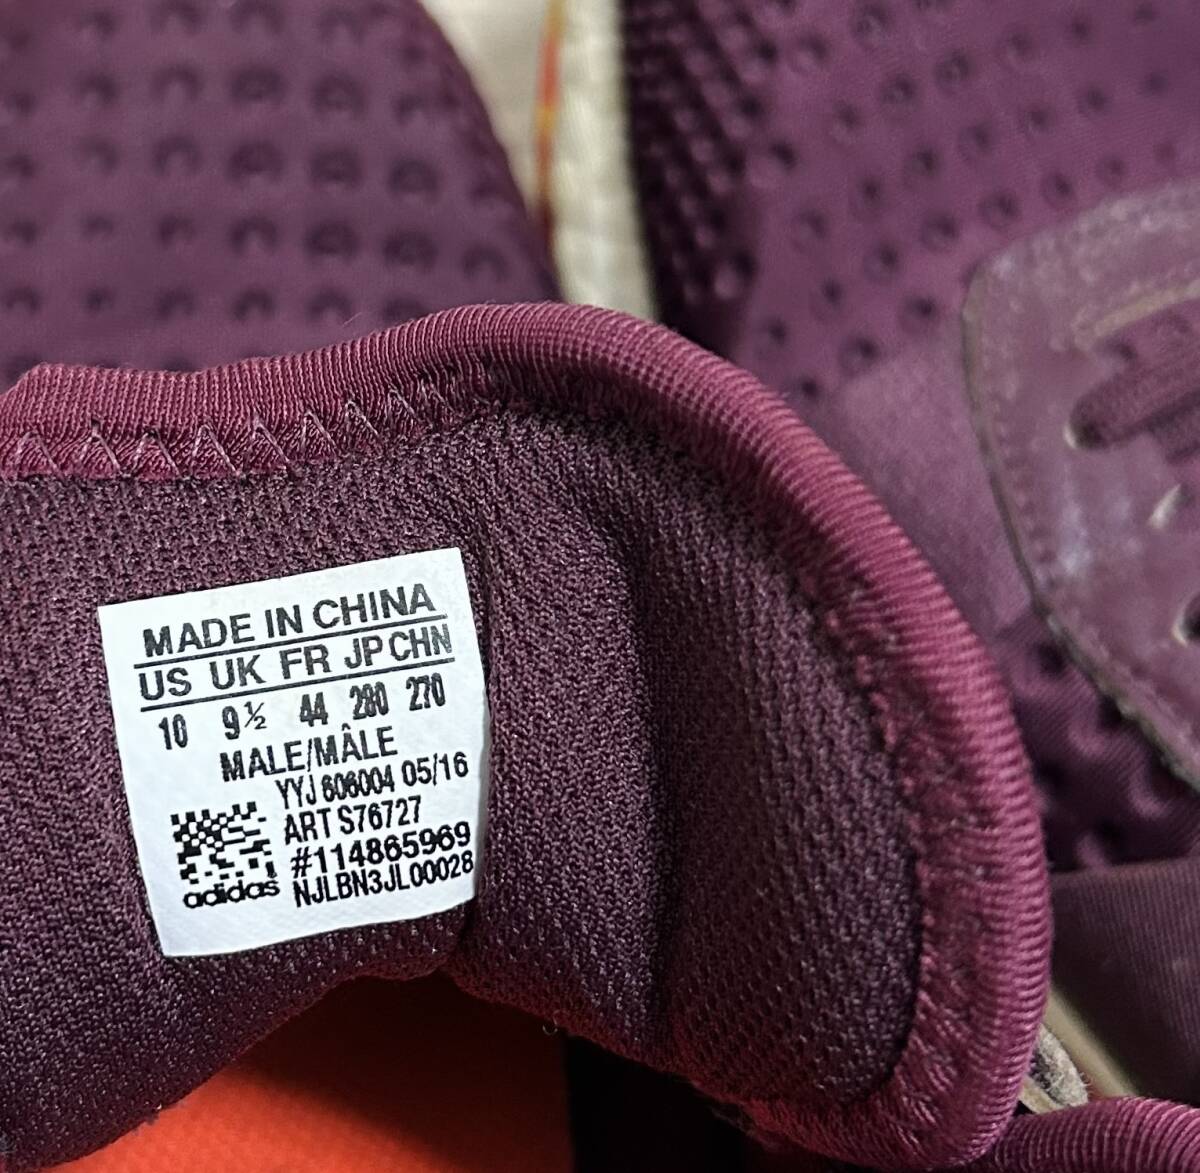 MADE IN CHINA
US UK FR JP CHN
10 9½ 44 280 270
MALE/MÂLE
YYJ 606004 05/16
ART S76727
#114865969
adidas NJLBN3JL00028